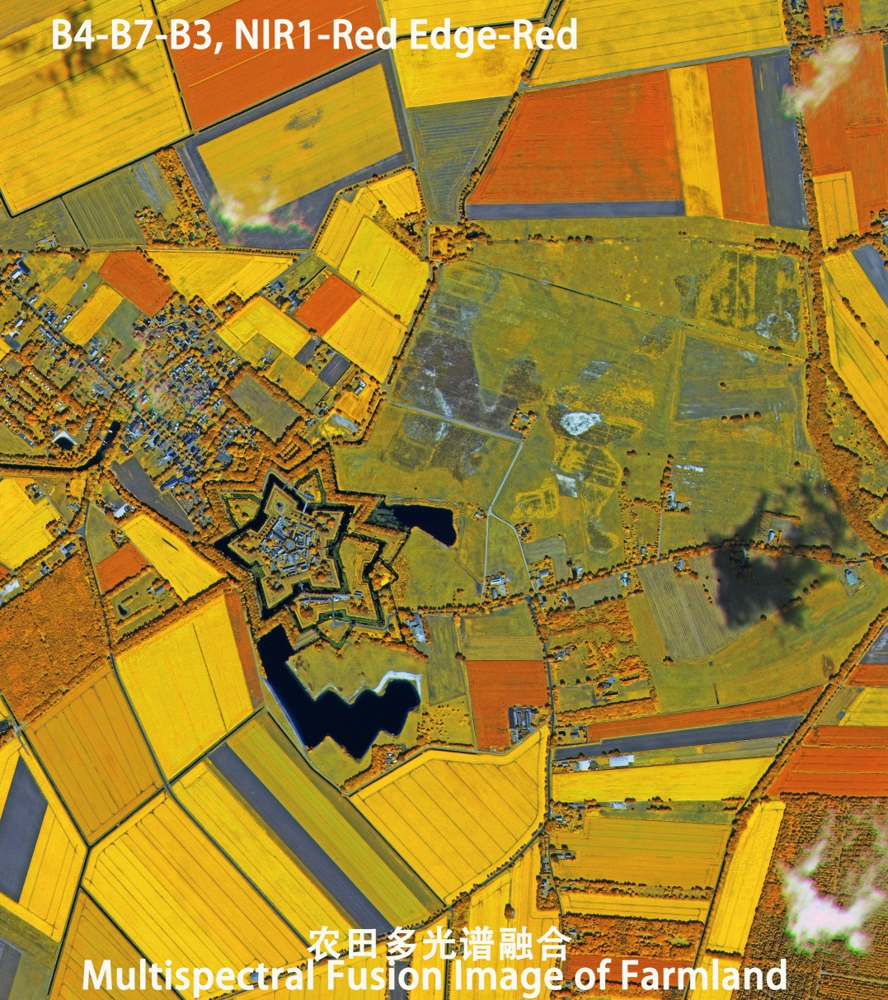 B4-B7-B3, NIR1-Red Edge-Red
农田多光谱融合
Multispectral Fusion Image of Farmland